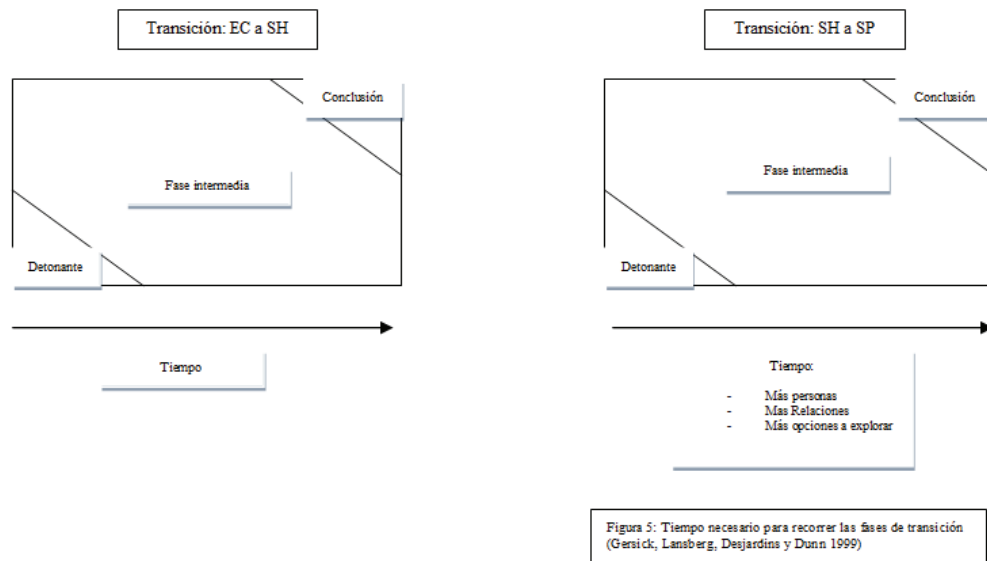 Transición: EC a SH
Conclusión
Fase intermedia
Detonante
Tiempo
Transición: SH a SP
Conclusión
Fase intermedia
Detonante
Tiempo:
- Más personas
- Mas Relaciones
- Más opciones a explorar
Figura 5: Tiempo necesario para recorrer las fases de transición
(Gersick, Lansberg, Desjardins y Dunn 1999)